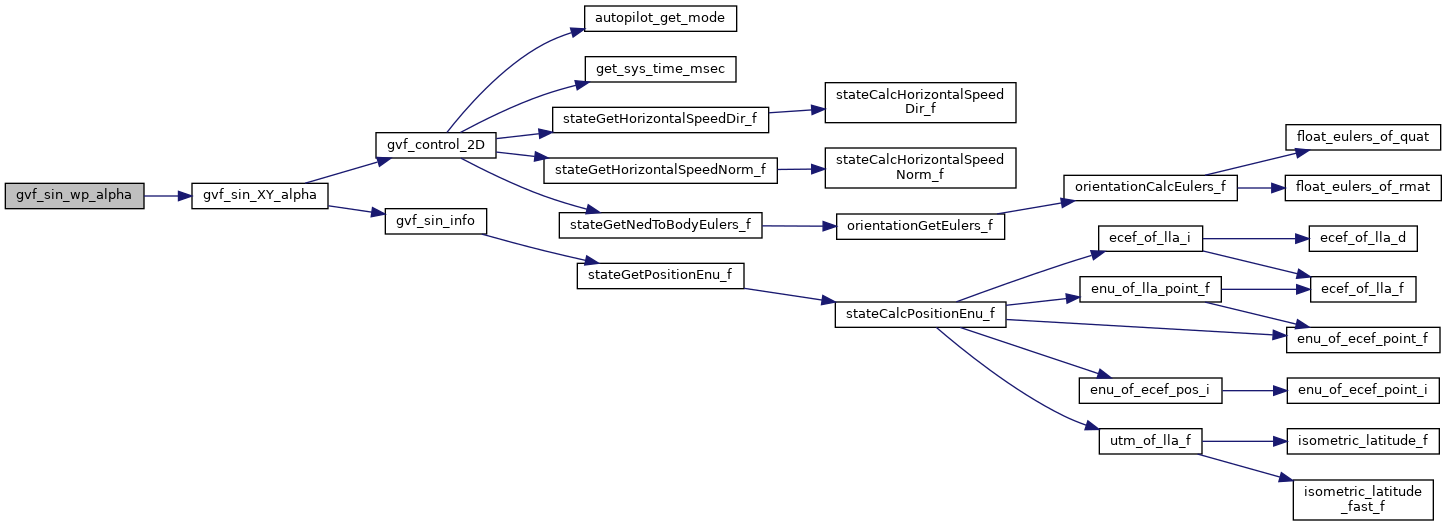 autopilot_get_mode
get_sys_time_msec
stateCalcHorizontalSpeed
Dir_f
stateGetHorizontalSpeedDir_f
float_eulers_of_quat
gvf_control_2D
stateCalcHorizontalSpeed
Norm_f
stateGetHorizontalSpeedNorm_f
gvf_sin_wp_alpha
gvf_sin_XY_alpha
orientationCalcEulers_f
float_eulers_of_rmat
gvf_sin_info
stateGetNedToBodyEulers_f
orientationGetEulers_f
ecef_of_lla_i
ecef_of_lla_d
stateGetPositionEnu_f
enu_of_lla_point_f
ecef_of_lla_f
stateCalcPositionEnu_f
enu_of_ecef_point_f
enu_of_ecef_pos_i
enu_of_ecef_point_i
utm_of_lla_f
isometric_latitude_f
isometric_latitude
_fast_f